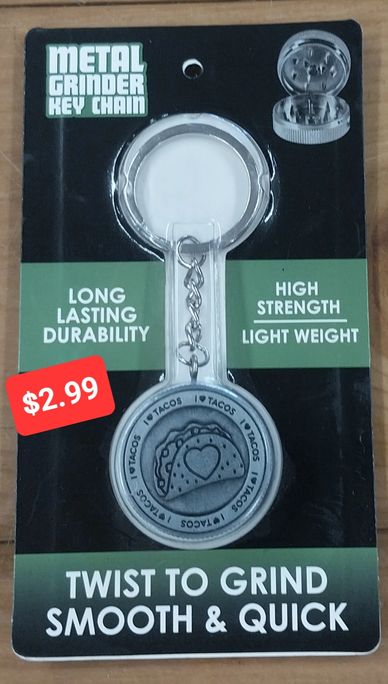 METAL
GRINDER
KEY CHAIN
LONG
LASTING
DURABILITY
HIGH
STRENGTH
LIGHT WEIGHT
$2.99
I ♥ TACOS I ♥ TACOS I ♥ TACOS I ♥ TACOS I ♥ TACOS I ♥ TACOS I ♥ TACOS
TWIST TO GRIND
SMOOTH & QUICK